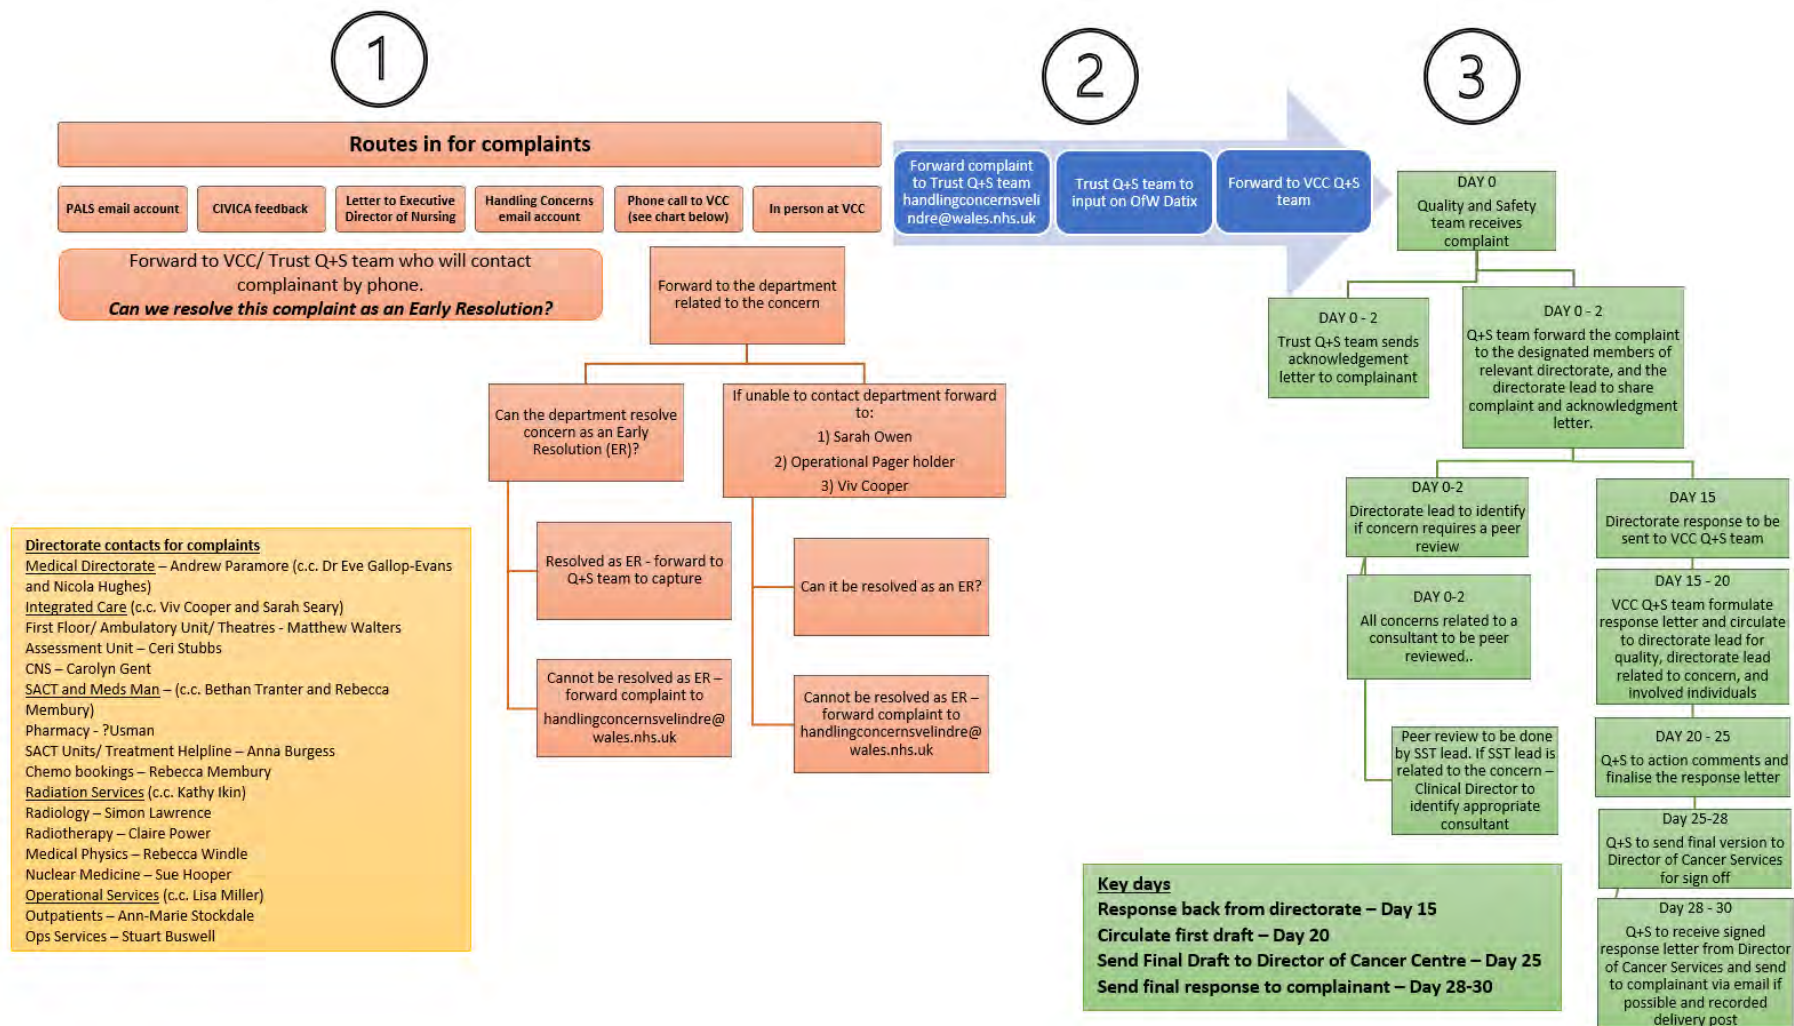 1
2
3
Routes in for complaints
PALS email account
CIVICA feedback
Letter to Executive
Director of Nursing
Handling Concerns
email account
Phone call to VCC
(see chart below)
In person at VCC
Forward to VCC/ Trust Q+S team who will contact
complainant by phone.
Can we resolve this complaint as an Early Resolution?
Forward to the department
related to the concern
Can the department resolve
concern as an Early
Resolution (ER)?
If unable to contact department forward
to:
1) Sarah Owen
2) Operational Pager holder
3) Viv Cooper
Resolved as ER - forward to
Q+S team to capture
Cannot be resolved as ER –
forward complaint to
handlingconcernsvelindre@
wales.nhs.uk
Can it be resolved as an ER?
Cannot be resolved as ER –
forward complaint to
handlingconcernsvelindre@
wales.nhs.uk
Directorate contacts for complaints
Medical Directorate – Andrew Paramore (c.c. Dr Eve Gallop-Evans
and Nicola Hughes)
Integrated Care (c.c. Viv Cooper and Sarah Seary)
First Floor/ Ambulatory Unit/ Theatres - Matthew Walters
Assessment Unit – Ceri Stubbs
CNS – Carolyn Gent
SACT and Meds Man – (c.c. Bethan Tranter and Rebecca
Membury)
Pharmacy - ?Usman
SACT Units/ Treatment Helpline – Anna Burgess
Chemo bookings – Rebecca Membury
Radiation Services (c.c. Kathy Ikin)
Radiology – Simon Lawrence
Radiotherapy – Claire Power
Medical Physics – Rebecca Windle
Nuclear Medicine – Sue Hooper
Operational Services (c.c. Lisa Miller)
Outpatients – Ann-Marie Stockdale
Ops Services – Stuart Buswell
Forward complaint
to Trust Q+S team
handlingconcernsveli
ndre@wales.nhs.uk
Trust Q+S team to
input on OfW Datix
Forward to VCC Q+S
team
DAY 0
Quality and Safety
team receives
complaint
DAY 0 - 2
Trust Q+S team sends
acknowledgement
letter to complainant
DAY 0 - 2
Q+S team forward the complaint
to the designated members of
relevant directorate, and the
directorate lead to share
complaint and acknowledgment
letter.
DAY 0-2
Directorate lead to identify
if concern requires a peer
review
DAY 0-2
All concerns related to a
consultant to be peer
reviewed..
Peer review to be done
by SST lead. If SST lead is
related to the concern –
Clinical Director to
identify appropriate
consultant
DAY 15
Directorate response to be
sent to VCC Q+S team
DAY 15 - 20
VCC Q+S team formulate
response letter and circulate
to directorate lead for
quality, directorate lead
related to concern, and
involved individuals
DAY 20 - 25
Q+S to action comments and
finalise the response letter
Day 25-28
Q+S to send final version to
Director of Cancer Services
for sign off
Day 28 - 30
Q+S to receive signed
response letter from Director
of Cancer Services and send
to complainant via email if
possible and recorded
delivery post
Key days
Response back from directorate – Day 15
Circulate first draft – Day 20
Send Final Draft to Director of Cancer Centre – Day 25
Send final response to complainant – Day 28-30